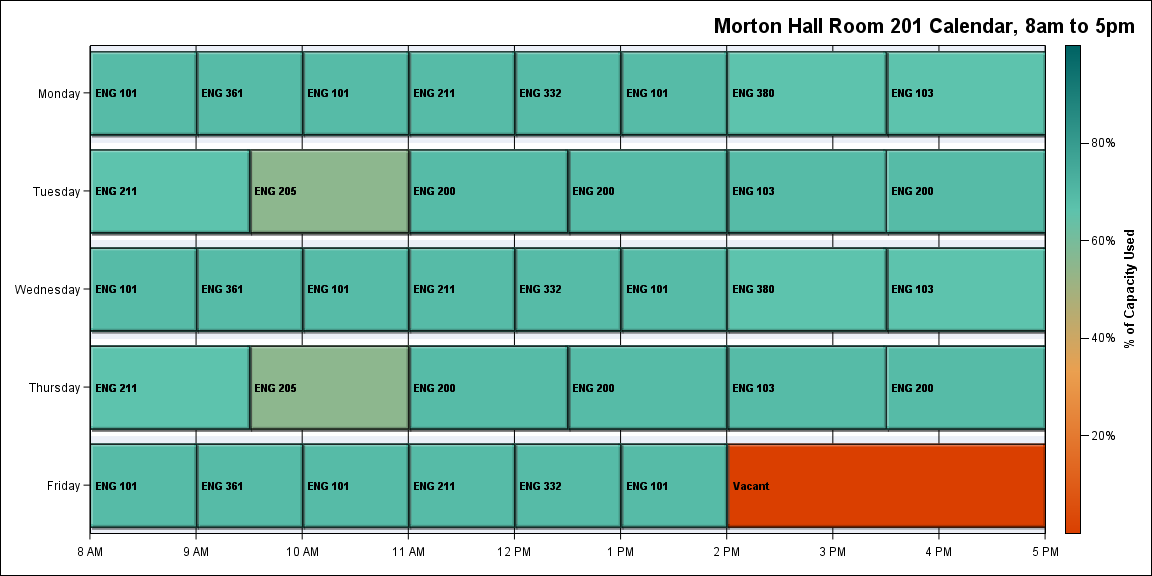 Morton Hall Room 201 Calendar, 8am to 5pm
Monday
ENG 101
ENG 361
ENG 101
ENG 211
ENG 332
ENG 101
ENG 380
ENG 103
Tuesday
ENG 211
ENG 205
ENG 200
ENG 200
ENG 103
ENG 200
Wednesday
ENG 101
ENG 361
ENG 101
ENG 211
ENG 332
ENG 101
ENG 380
ENG 103
Thursday
ENG 211
ENG 205
ENG 200
ENG 200
ENG 103
ENG 200
Friday
ENG 101
ENG 361
ENG 101
ENG 211
ENG 332
ENG 101
Vacant
8 AM
9 AM
10 AM
11 AM
12 PM
1 PM
2 PM
3 PM
4 PM
5 PM
80%
60%
40%
20%
% of Capacity Used